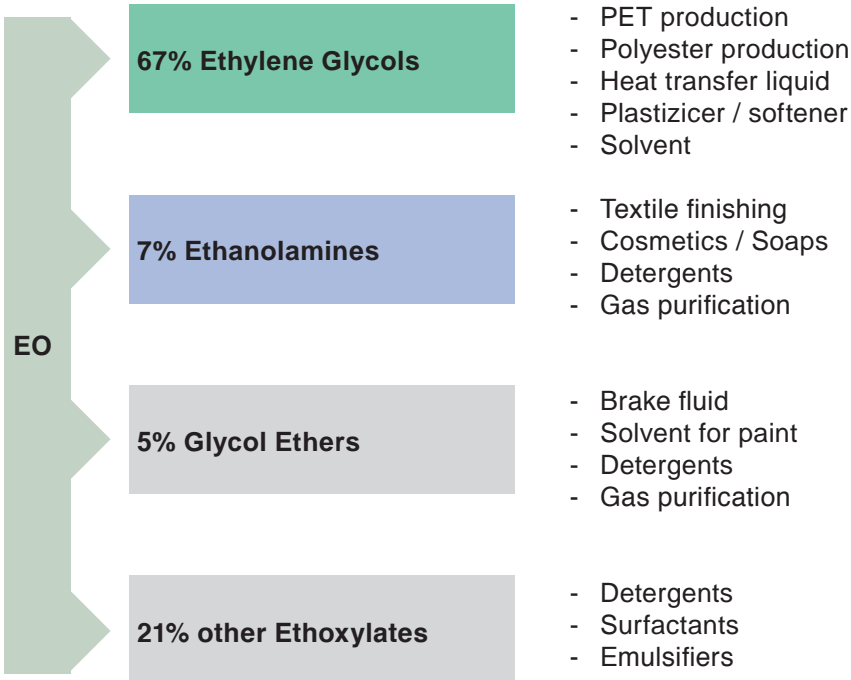 EO
67% Ethylene Glycols
- PET production
- Polyester production
- Heat transfer liquid
- Plastizicer / softener
- Solvent
7% Ethanolamines
- Textile finishing
- Cosmetics / Soaps
- Detergents
- Gas purification
5% Glycol Ethers
- Brake fluid
- Solvent for paint
- Detergents
- Gas purification
21% other Ethoxylates
- Detergents
- Surfactants
- Emulsifiers